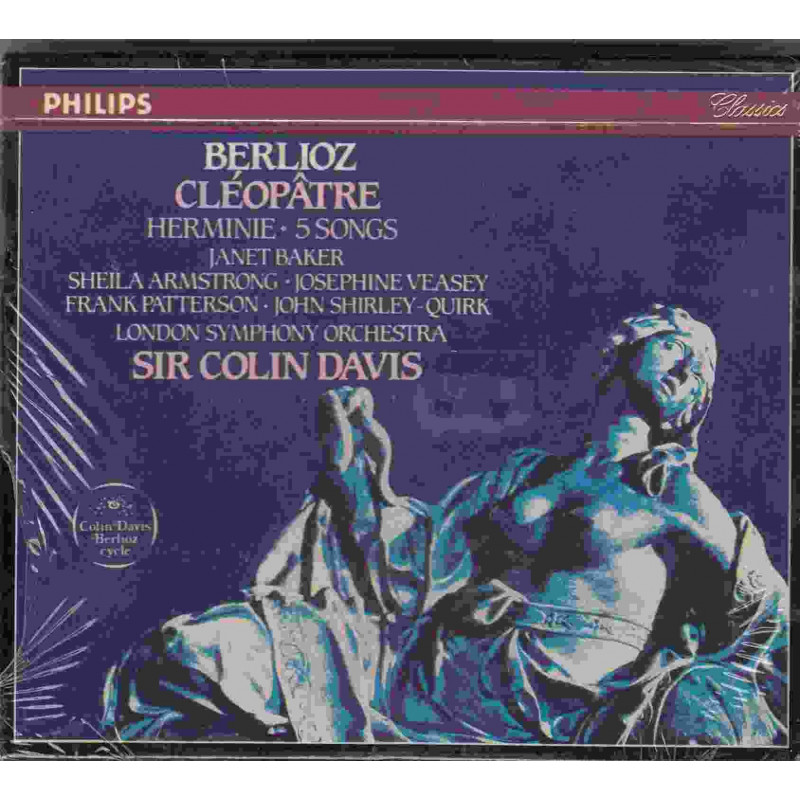 PHILIPS
Classics
BERLIOZ
CLÉOPÂTRE
HERMINIE · 5 SONGS
JANET BAKER
SHEILA ARMSTRONG · JOSEPHINE VEASEY
FRANK PATTERSON · JOHN SHIRLEY-QUIRK
LONDON SYMPHONY ORCHESTRA
SIR COLIN DAVIS
Colin Davis
Berlioz
cycle